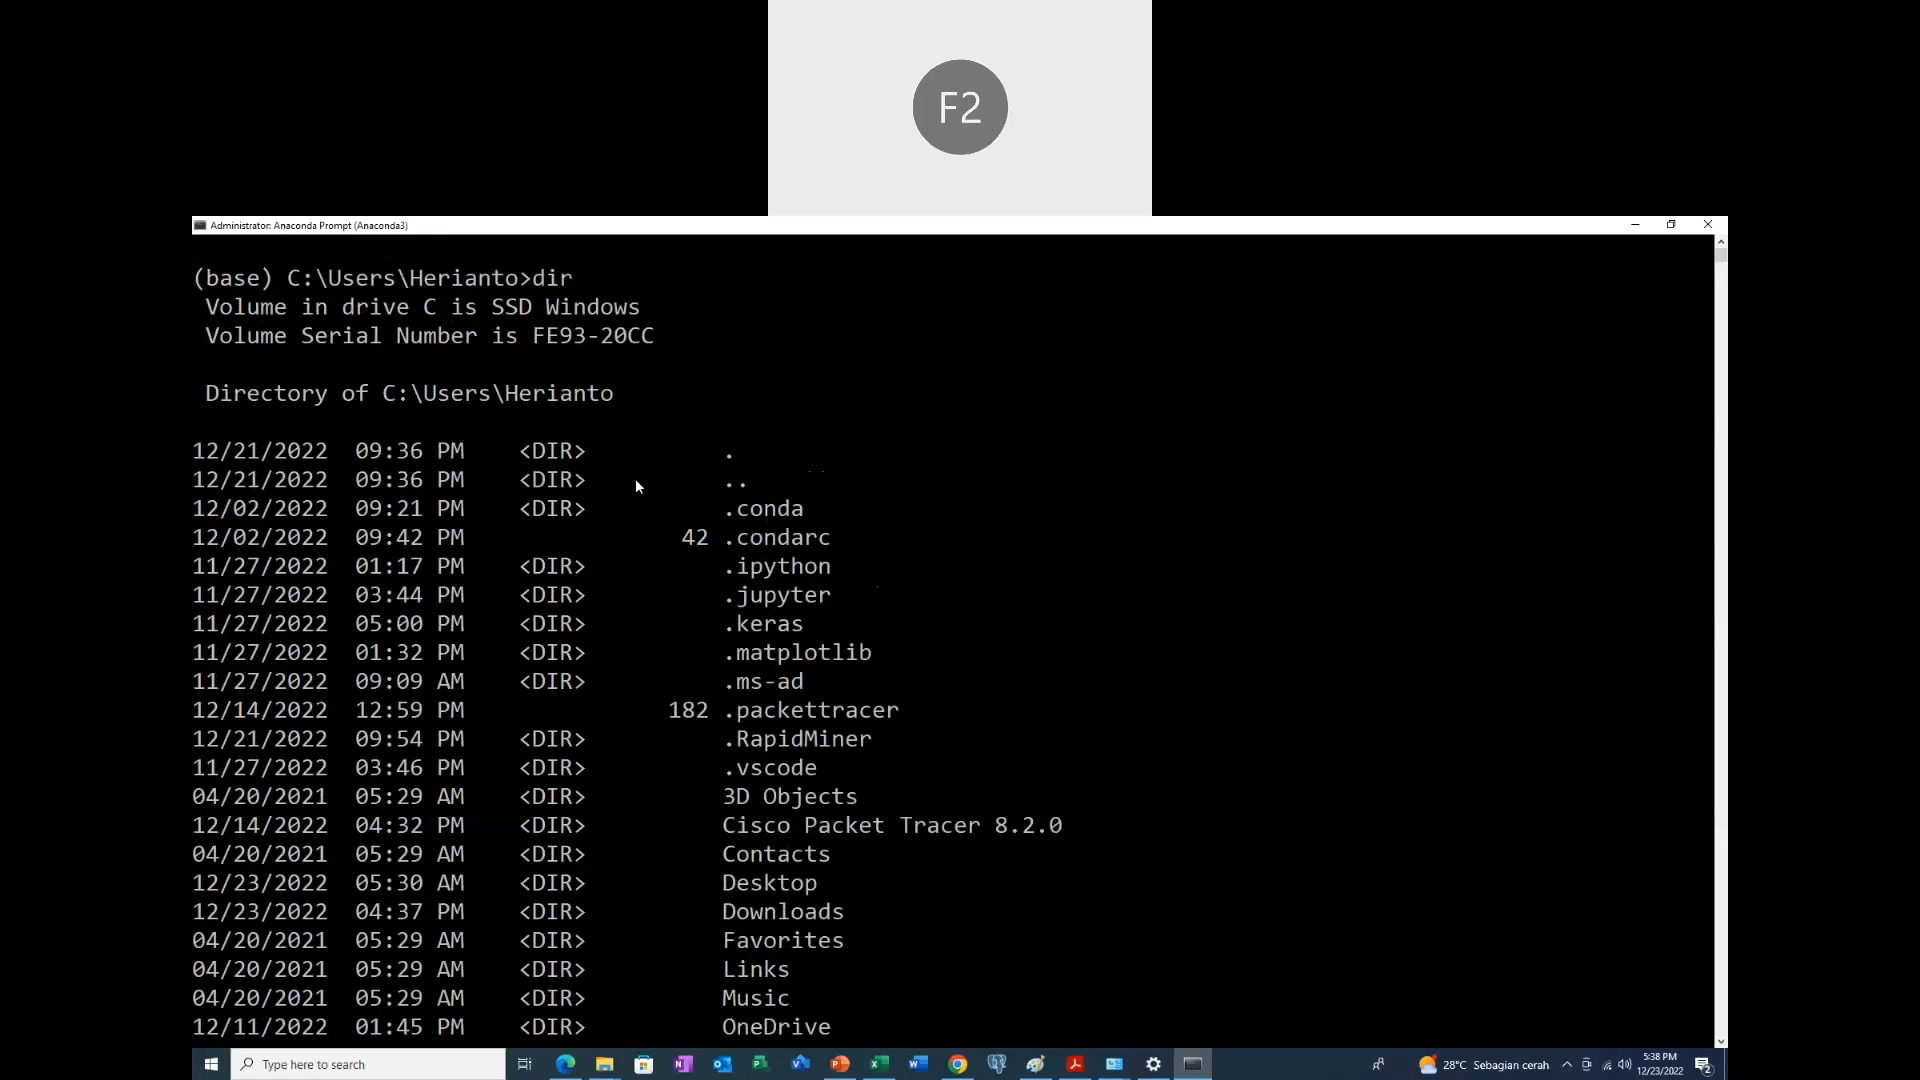 F2
Administrator: Anaconda Prompt (Anaconda3)
(base) C:\Users\Herianto>dir
Volume in drive C is SSD Windows
Volume Serial Number is FE93-20CC
Directory of C:\Users\Herianto
12/21/2022 09:36 PM <DIR> .
12/21/2022 09:36 PM <DIR> ..
12/02/2022 09:21 PM <DIR> .conda
12/02/2022 09:42 PM 42 .condarc
11/27/2022 01:17 PM <DIR> .ipython
11/27/2022 03:44 PM <DIR> .jupyter
11/27/2022 05:00 PM <DIR> .keras
11/27/2022 01:32 PM <DIR> .matplotlib
11/27/2022 09:09 AM <DIR> .ms-ad
12/14/2022 12:59 PM 182 .packettracer
12/21/2022 09:54 PM <DIR> .RapidMiner
11/27/2022 03:46 PM <DIR> .vscode
04/20/2021 05:29 AM <DIR> 3D Objects
12/14/2022 04:32 PM <DIR> Cisco Packet Tracer 8.2.0
04/20/2021 05:29 AM <DIR> Contacts
12/23/2022 05:30 AM <DIR> Desktop
12/23/2022 04:37 PM <DIR> Downloads
04/20/2021 05:29 AM <DIR> Favorites
04/20/2021 05:29 AM <DIR> Links
04/20/2021 05:29 AM <DIR> Music
12/11/2022 01:45 PM <DIR> OneDrive
Type here to search
28°C Sebagian cerah
5:38 PM
12/23/2022
2